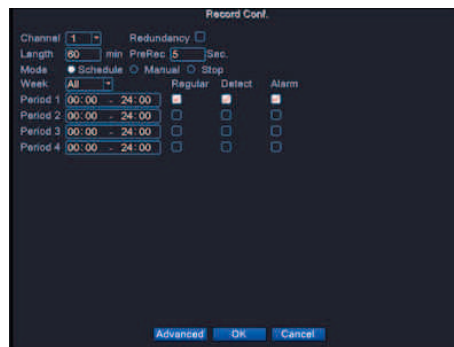 Record Conf.
Channel 1 Redundancy
Length 60 min PreRec 5 Sec.
Mode Schedule Manual Stop
Week All Regular Detect Alarm
Period 1 00:00 - 24:00
Period 2 00:00 - 24:00
Period 3 00:00 - 24:00
Period 4 00:00 - 24:00
Advanced OK Cancel